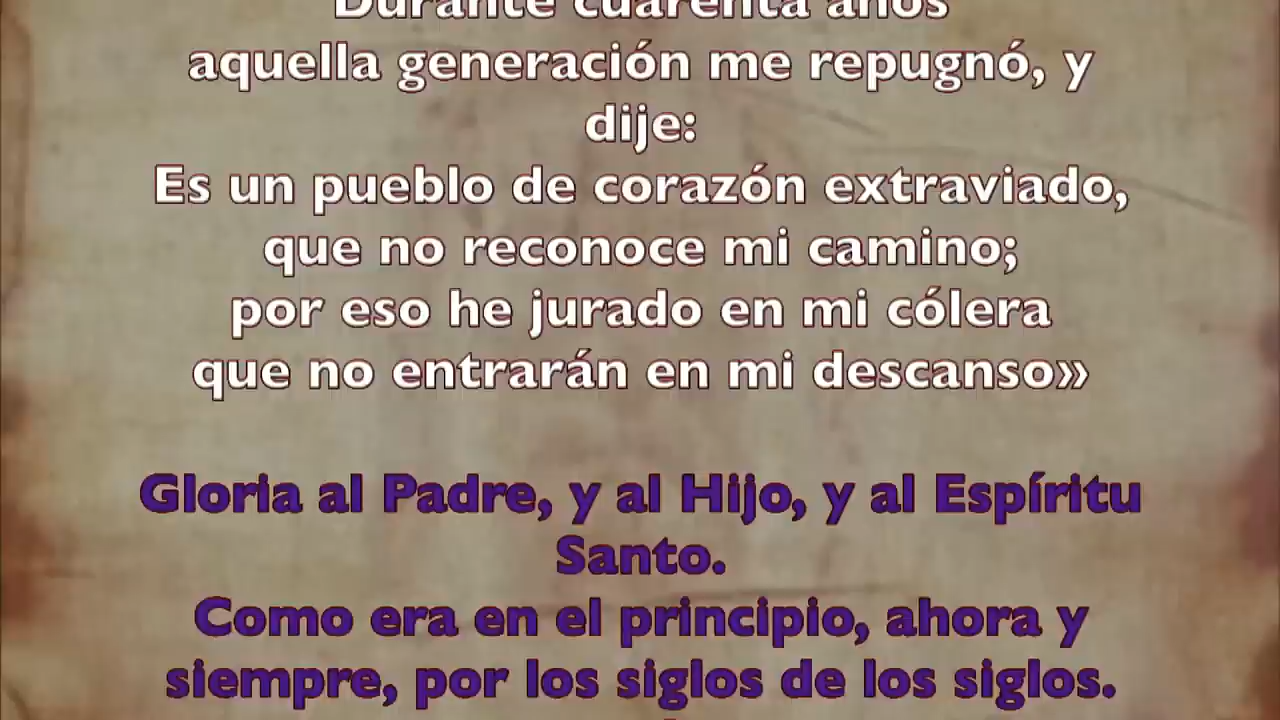 Durante cuarenta años
aquella generación me repugnó, y
dije:
Es un pueblo de corazón extraviado,
que no reconoce mi camino;
por eso he jurado en mi cólera
que no entrarán en mi descanso»
Gloria al Padre, y al Hijo, y al Espíritu
Santo.
Como era en el principio, ahora y
siempre, por los siglos de los siglos.